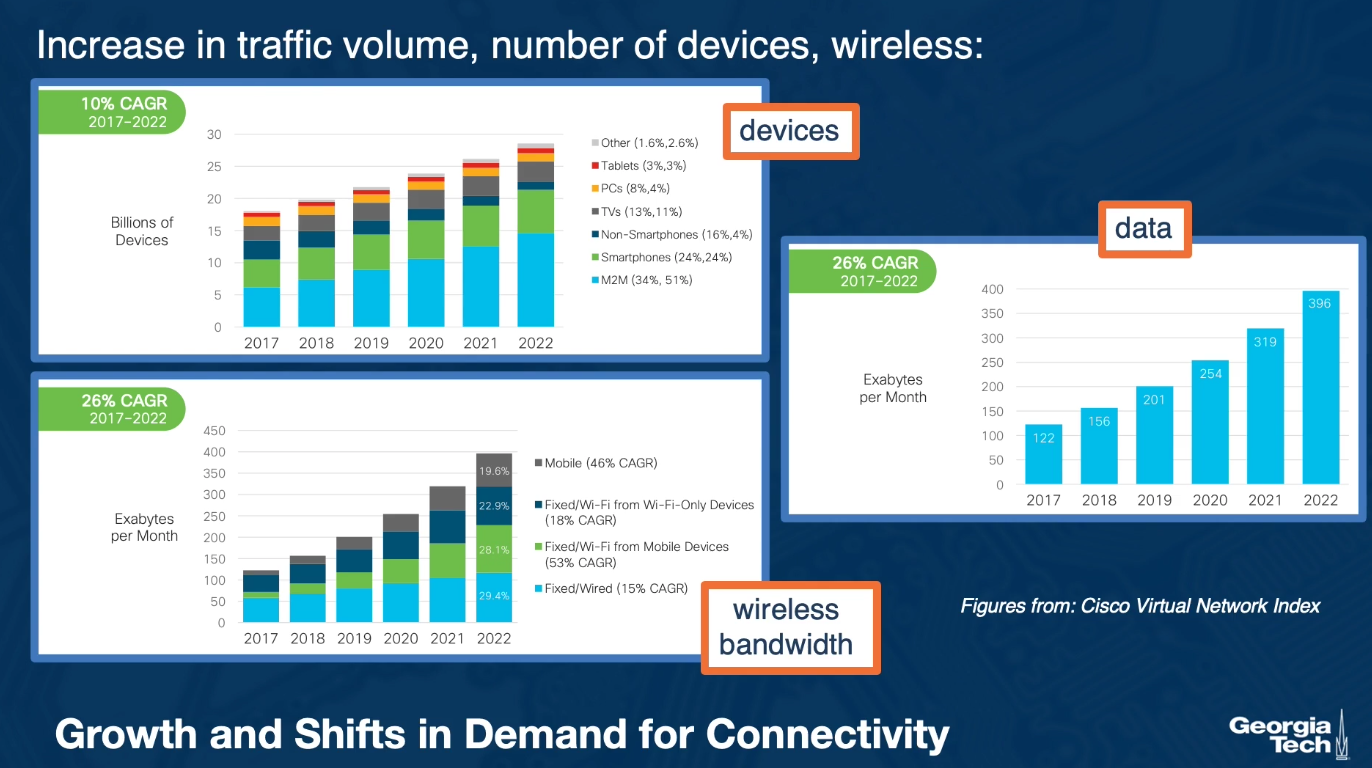 Increase in traffic volume, number of devices, wireless:
10% CAGR
2017–2022
devices
30
25
20
15
10
5
0
Billions of
Devices
2017 2018 2019 2020 2021 2022
Other (1.6%,2.6%)
Tablets (3%,3%)
PCs (8%,4%)
TVs (13%,11%)
Non-Smartphones (16%,4%)
Smartphones (24%,24%)
M2M (34%, 51%)
data
26% CAGR
2017–2022
400
350
300
250
200
150
100
50
0
Exabytes
per Month
122
156
201
254
319
396
2017 2018 2019 2020 2021 2022
26% CAGR
2017–2022
450
400
350
300
250
200
150
100
50
0
Exabytes
per Month
19.6%
22.9%
28.1%
29.4%
2017 2018 2019 2020 2021 2022
Mobile (46% CAGR)
Fixed/Wi-Fi from Wi-Fi-Only Devices
(18% CAGR)
Fixed/Wi-Fi from Mobile Devices
(53% CAGR)
Fixed/Wired (15% CAGR)
wireless
bandwidth
Figures from: Cisco Virtual Network Index
Growth and Shifts in Demand for Connectivity
Georgia
Tech